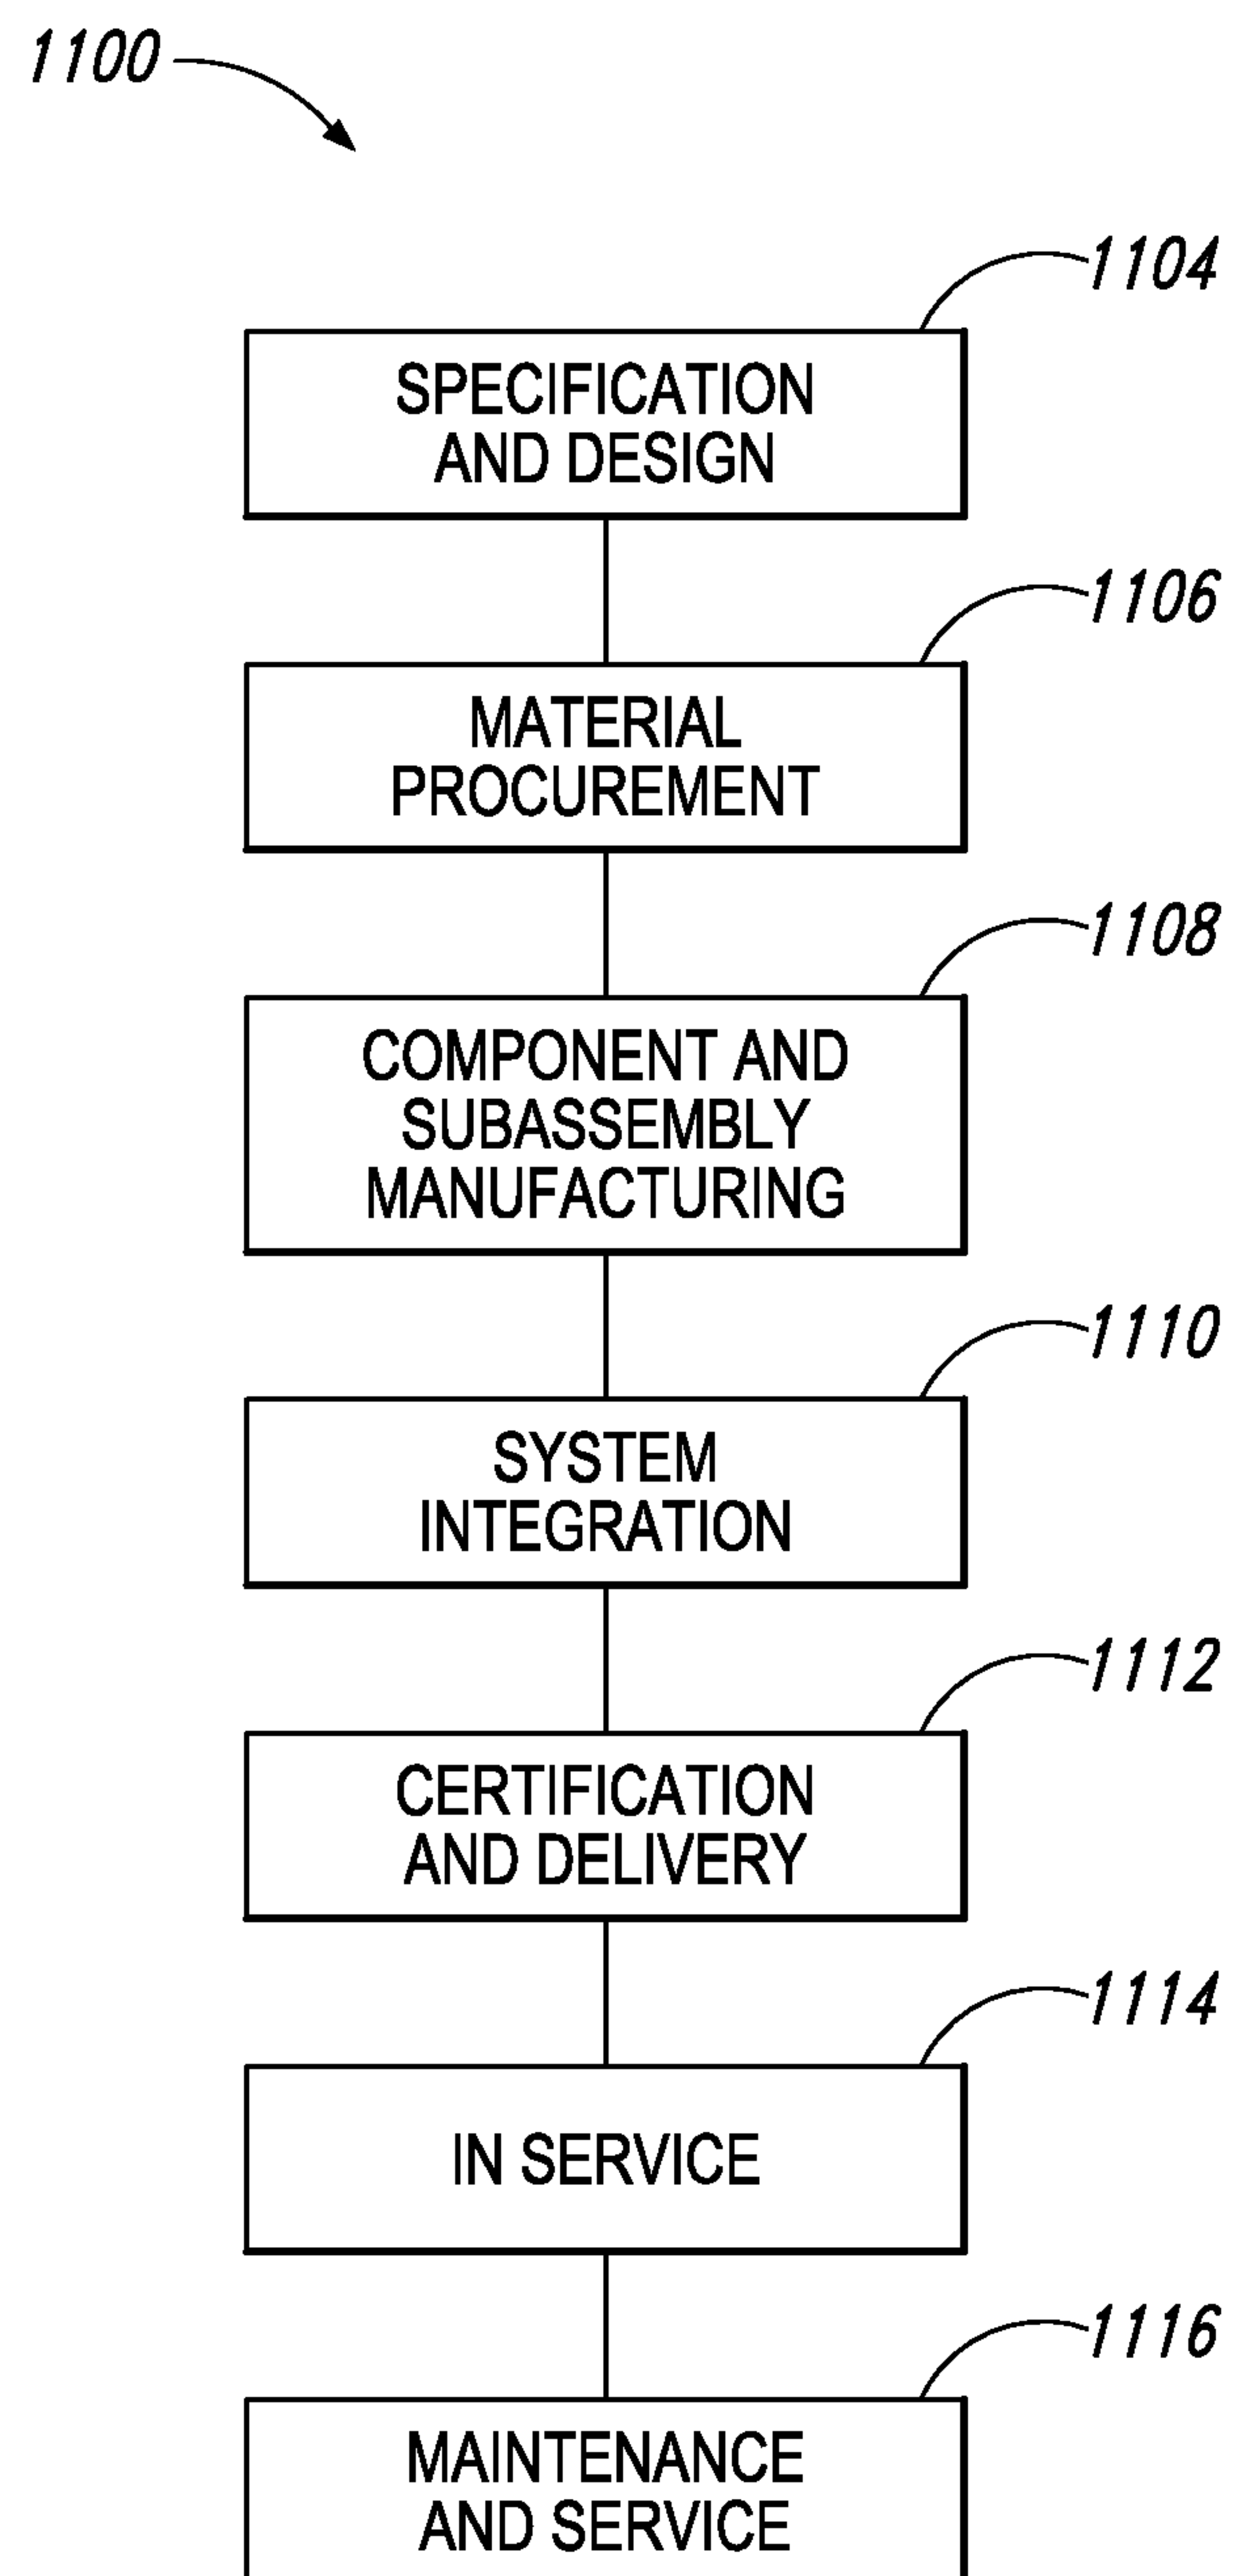 1100
1104
SPECIFICATION
AND DESIGN
1106
MATERIAL
PROCUREMENT
1108
COMPONENT AND
SUBASSEMBLY
MANUFACTURING
1110
SYSTEM
INTEGRATION
1112
CERTIFICATION
AND DELIVERY
1114
IN SERVICE
1116
MAINTENANCE
AND SERVICE